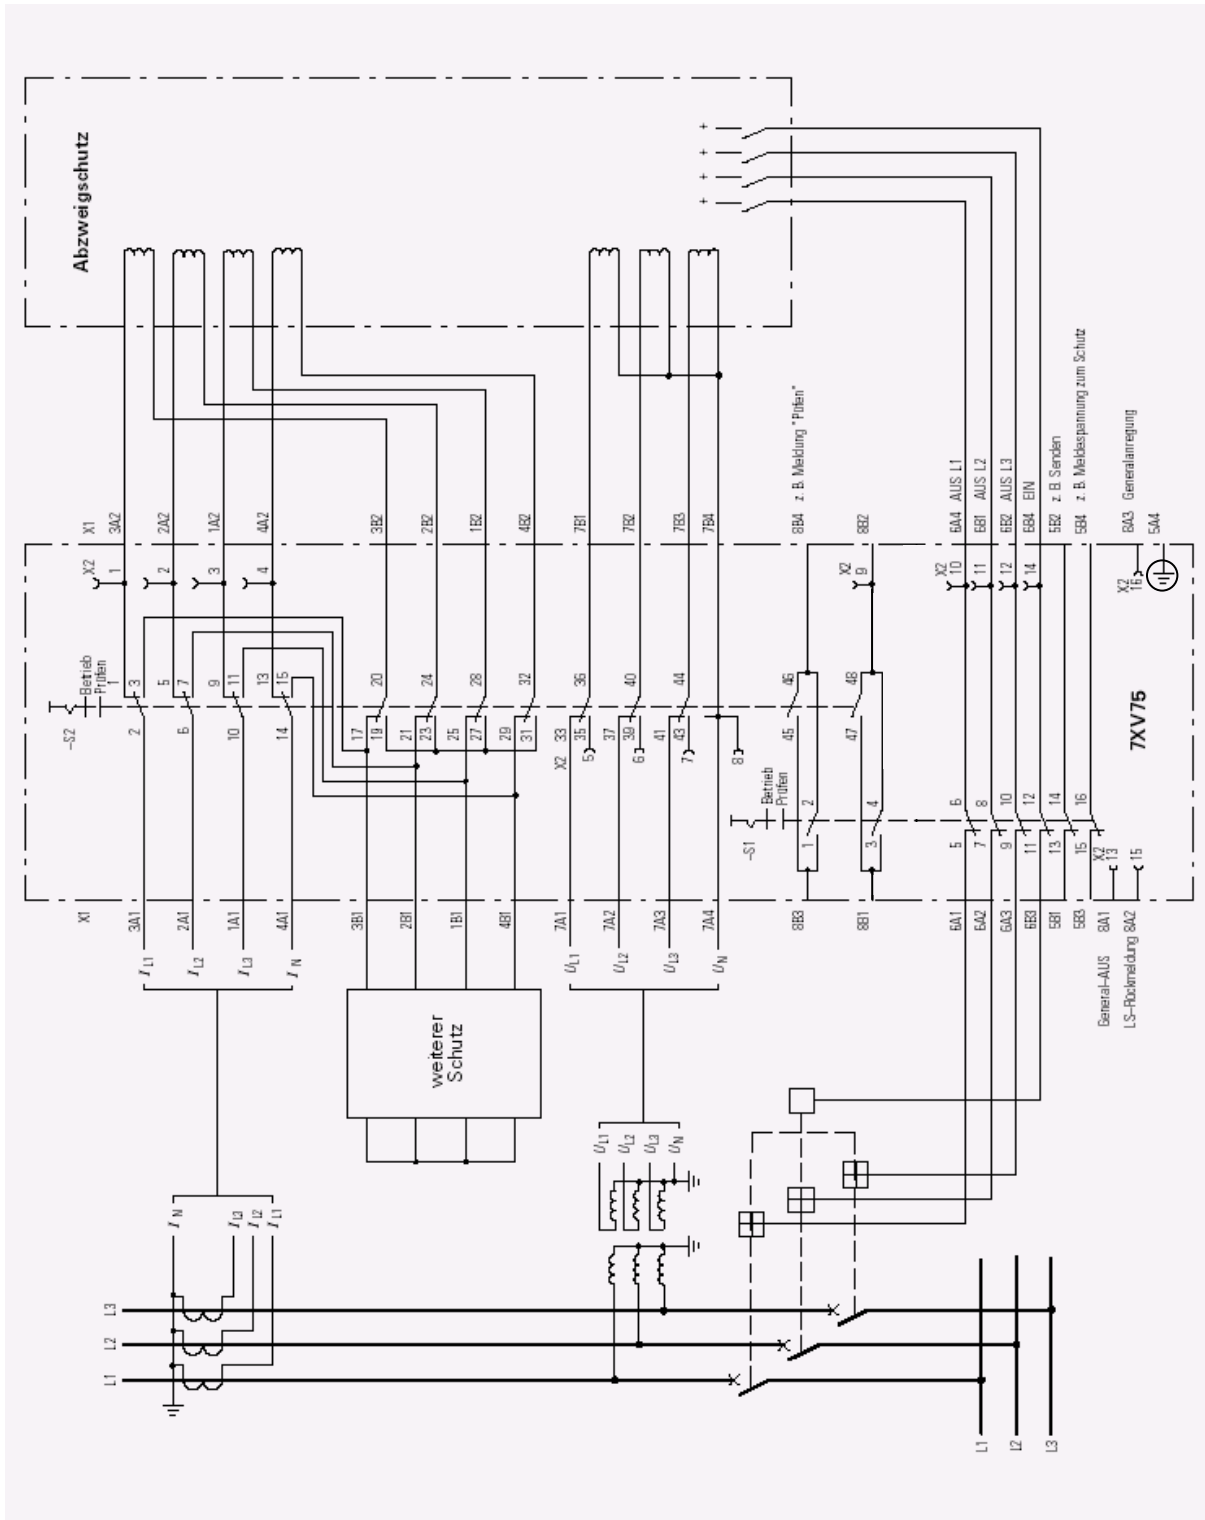 Abzweigschutz
+
+
+
+
X1
3A2
2A2
1A2
4A2
3B2
2B2
1B2
4B2
7B1
7B2
7B3
7B4
8B4 z. B. Meldung "Prüfen"
8B2
6A4 AUS L1
6B1 AUS L2
6B2 AUS L3
6B4 EIN
5B2 z. B. Senden
5B4 z. B. Meldespannung zum Schutz
6A3 Generalanregung
5A4
X2
1
2
3
4
X2
9
X2
10
11
12
14
X2
16
-S2
Betrieb
Prüfen
1
3
2
5
7
6
9
11
10
13
15
14
17
19
20
21
23
24
25
27
28
29
31
32
33
35
36
37
39
40
41
43
44
45
46
47
48
X2
5
6
7
8
7XV75
-S1
Betrieb
Prüfen
1
2
3
4
5
6
7
8
9
10
11
12
13
14
15
16
X2
13
15
X1
3A1
2A1
1A1
4A1
3B1
2B1
1B1
4B1
7A1
7A2
7A3
7A4
8B3
8B1
6A1
6A2
6A3
6B3
5B1
5B3
General-AUS 8A1
LS-Rückmeldung 8A2
I L1
I L2
I L3
I N
U L1
U L2
U L3
U N
weiterer
Schutz
U L1
U L2
U L3
U N
I N
I L3
I L2
I L1
L3
L2
L1
L1
L2
L3